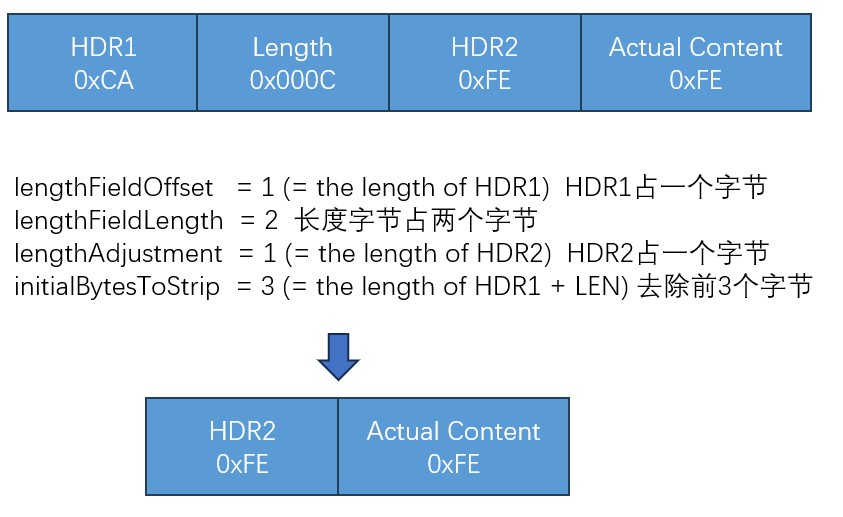 HDR1 Length HDR2 Actual Content
0xCA 0x000C 0xFE 0xFE
lengthFieldOffset = 1 (= the length of HDR1) HDR1占一个字节
lengthFieldLength = 2 长度字节占两个字节
lengthAdjustment = 1 (= the length of HDR2) HDR2占一个字节
initialBytesToStrip = 3 (= the length of HDR1 + LEN) 去除前3个字节
HDR2 Actual Content
0xFE 0xFE